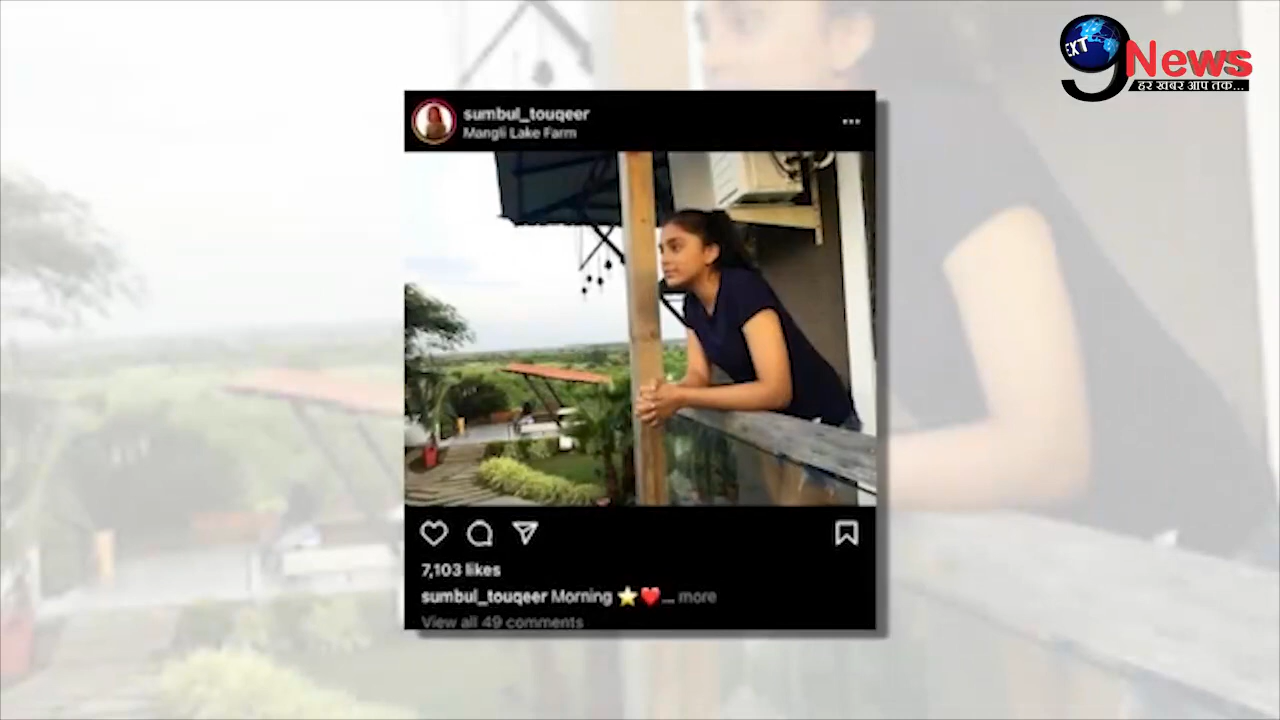 EXT
9 News
हर खबर आप तक...
sumbul_touqeer
Mangli Lake Farm
7,103 likes
sumbul_touqeer Morning ⭐❤️... more
View all 49 comments